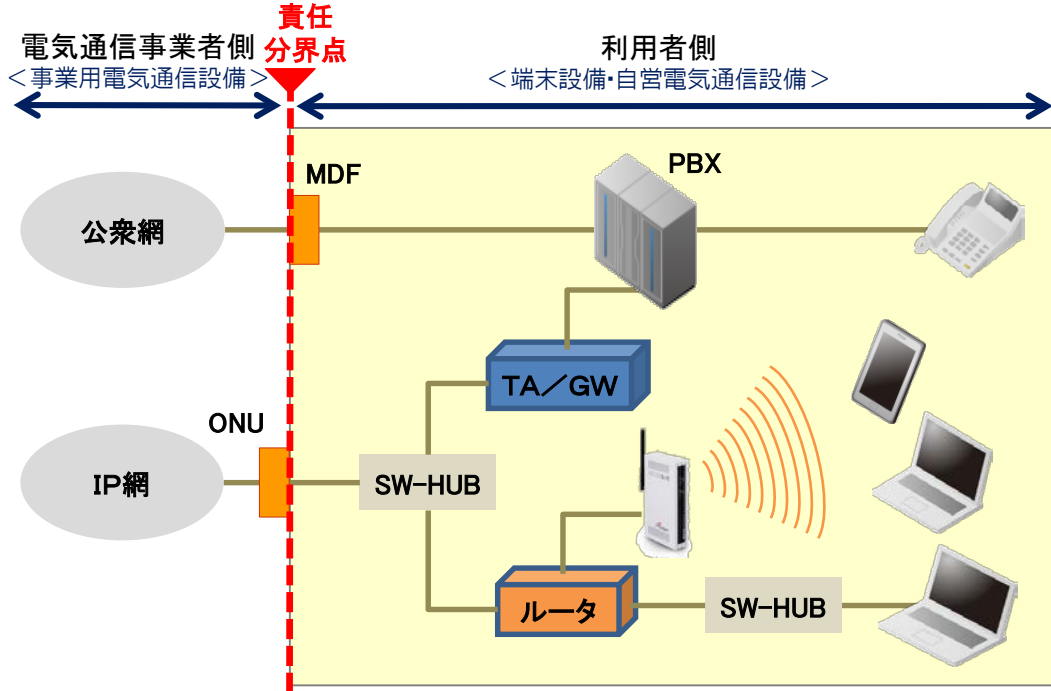 責任
分界点
電気通信事業者側
＜事業用電気通信設備＞
利用者側
＜端末設備・自営電気通信設備＞
MDF
PBX
公衆網
TA／GW
ONU
IP網
SW-HUB
ルータ
SW-HUB